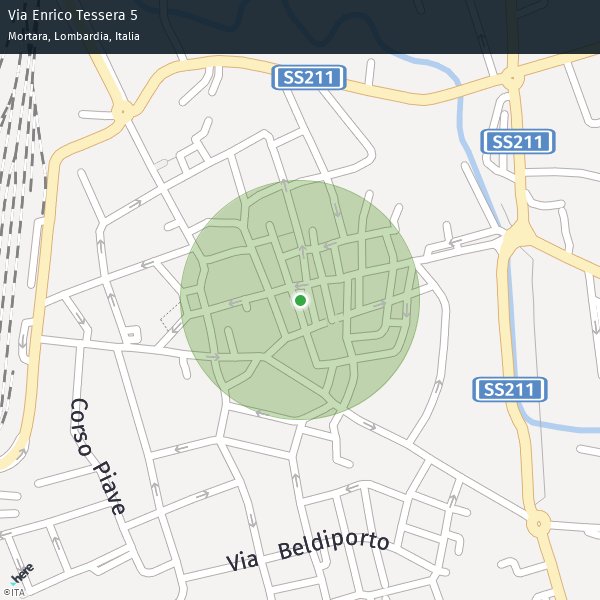 Via Enrico Tessera 5
Mortara, Lombardia, Italia
SS211
SS211
SS211
Corso Piave
Via Beldiporto
here
©ITA